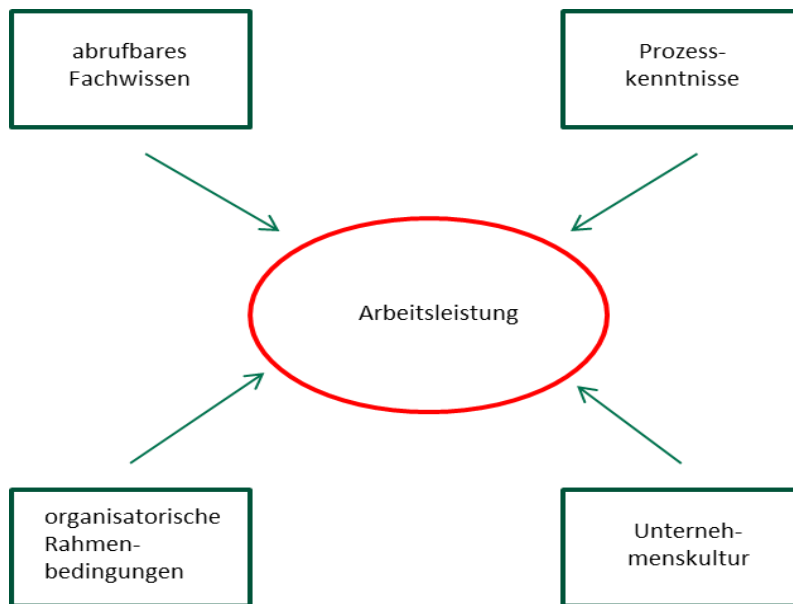 abrufbares
Fachwissen
Prozess-
kenntnisse
Arbeitsleistung
organisatorische
Rahmen-
bedingungen
Unterneh-
menskultur